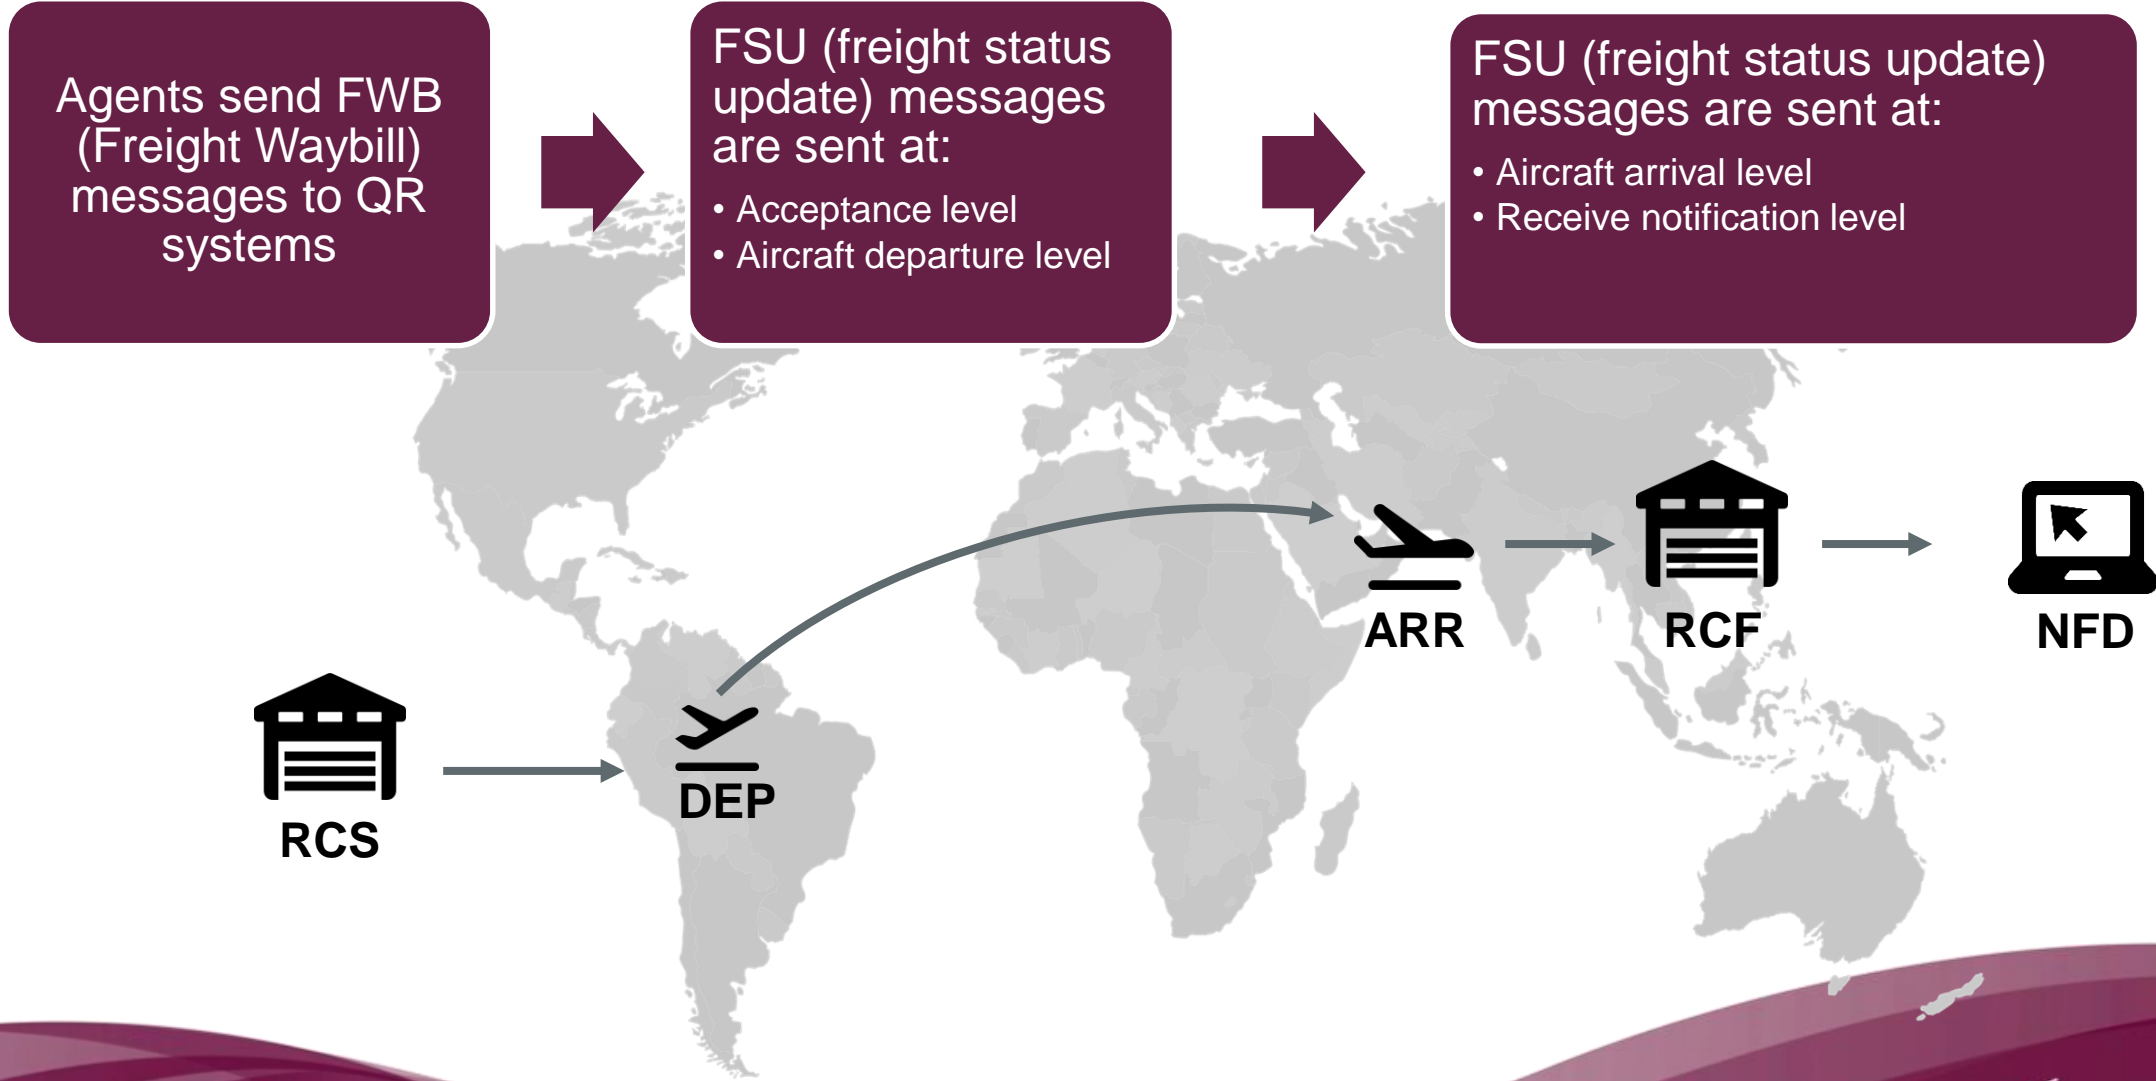 Agents send FWB
(Freight Waybill)
messages to QR
systems
FSU (freight status
update) messages
are sent at:
• Acceptance level
• Aircraft departure level
FSU (freight status update)
messages are sent at:
• Aircraft arrival level
• Receive notification level
ARR
RCF
NFD
DEP
RCS